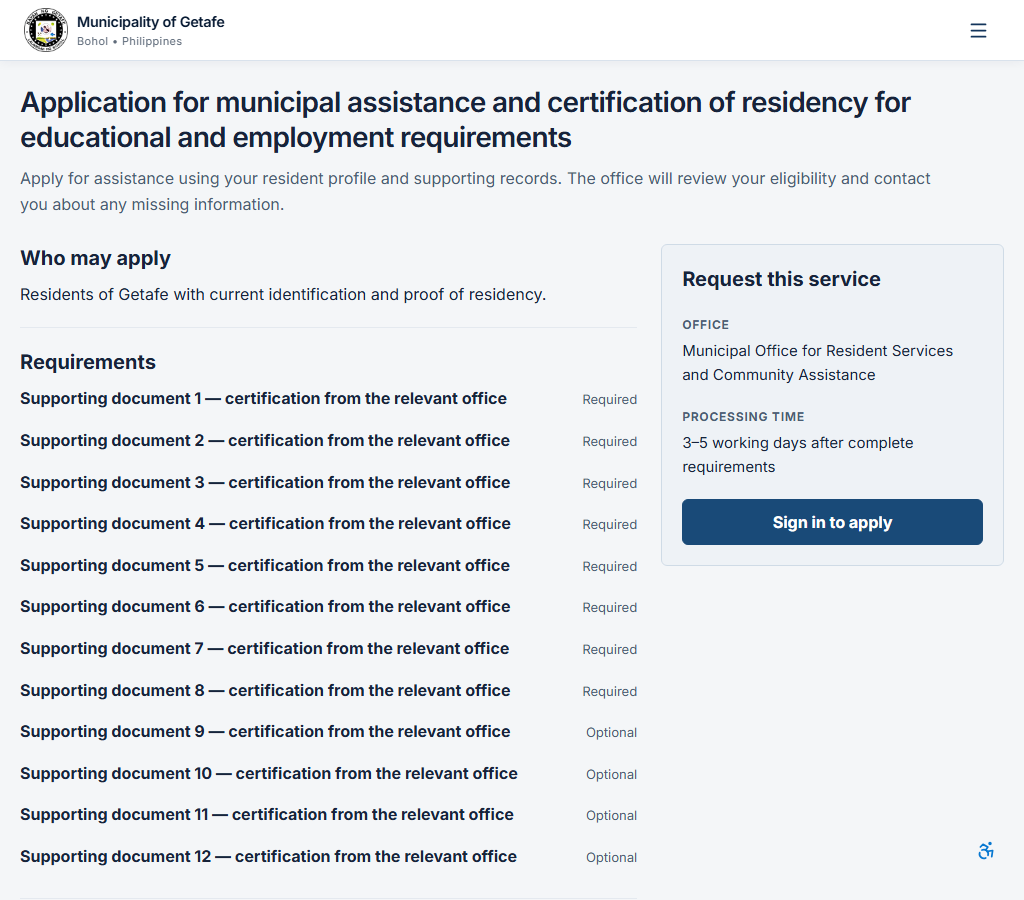 Municipality of Getafe
Bohol • Philippines
Application for municipal assistance and certification of residency for
educational and employment requirements
Apply for assistance using your resident profile and supporting records. The office will review your eligibility and contact
you about any missing information.
Who may apply
Residents of Getafe with current identification and proof of residency.
Requirements
Supporting document 1 — certification from the relevant office Required
Supporting document 2 — certification from the relevant office Required
Supporting document 3 — certification from the relevant office Required
Supporting document 4 — certification from the relevant office Required
Supporting document 5 — certification from the relevant office Required
Supporting document 6 — certification from the relevant office Required
Supporting document 7 — certification from the relevant office Required
Supporting document 8 — certification from the relevant office Required
Supporting document 9 — certification from the relevant office Optional
Supporting document 10 — certification from the relevant office Optional
Supporting document 11 — certification from the relevant office Optional
Supporting document 12 — certification from the relevant office Optional
Request this service
OFFICE
Municipal Office for Resident Services
and Community Assistance
PROCESSING TIME
3–5 working days after complete
requirements
Sign in to apply